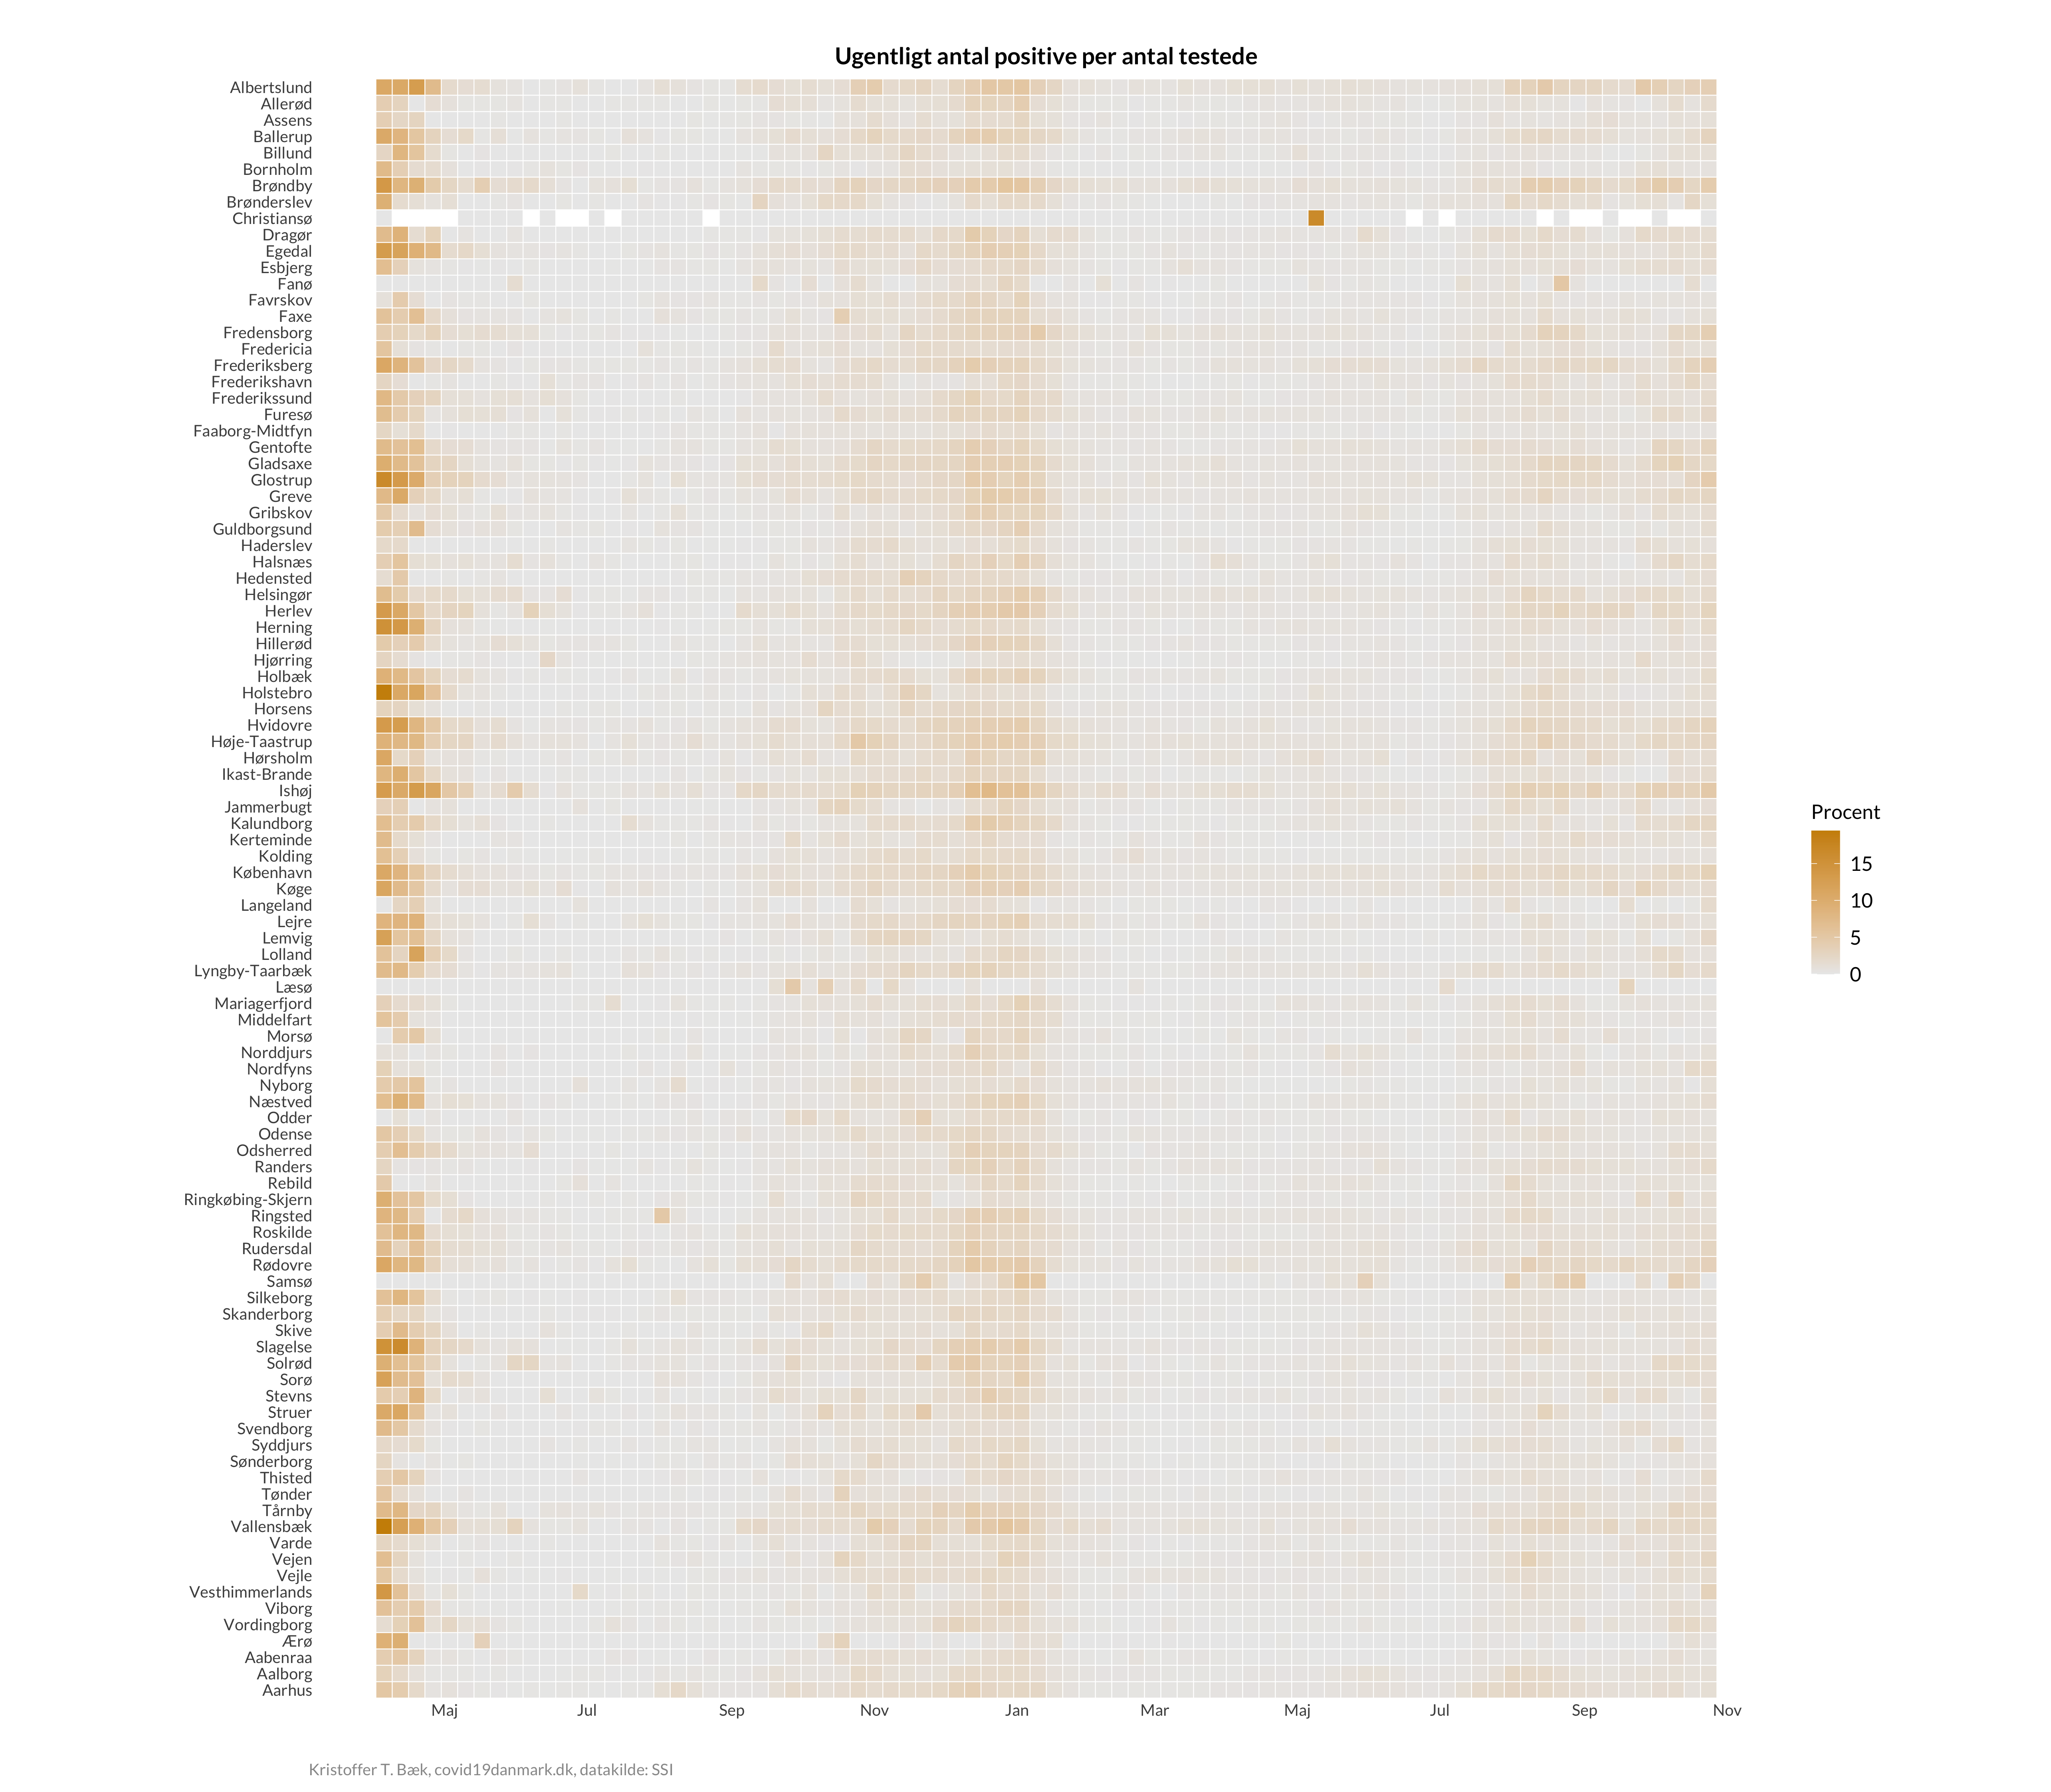 Ugentligt antal positive per antal testede
Albertslund
Allerød
Assens
Ballerup
Billund
Bornholm
Brøndby
Brønderslev
Christiansø
Dragør
Egedal
Esbjerg
Fanø
Favrskov
Faxe
Fredensborg
Fredericia
Frederiksberg
Frederikshavn
Frederikssund
Furesø
Faaborg-Midtfyn
Gentofte
Gladsaxe
Glostrup
Greve
Gribskov
Guldborgsund
Haderslev
Halsnæs
Hedensted
Helsingør
Herlev
Herning
Hillerød
Hjørring
Holbæk
Holstebro
Horsens
Hvidovre
Høje-Taastrup
Hørsholm
Ikast-Brande
Ishøj
Jammerbugt
Kalundborg
Kerteminde
Kolding
København
Køge
Langeland
Lejre
Lemvig
Lolland
Lyngby-Taarbæk
Læsø
Mariagerfjord
Middelfart
Morsø
Norddjurs
Nordfyns
Nyborg
Næstved
Odder
Odense
Odsherred
Randers
Rebild
Ringkøbing-Skjern
Ringsted
Roskilde
Rudersdal
Rødovre
Samsø
Silkeborg
Skanderborg
Skive
Slagelse
Solrød
Sorø
Stevns
Struer
Svendborg
Syddjurs
Sønderborg
Thisted
Tønder
Tårnby
Vallensbæk
Varde
Vejen
Vejle
Vesthimmerlands
Viborg
Vordingborg
Ærø
Aabenraa
Aalborg
Aarhus
Maj Jul Sep Nov Jan Mar Maj Jul Sep Nov
Procent
15
10
5
0
Kristoffer T. Bæk, covid19danmark.dk, datakilde: SSI